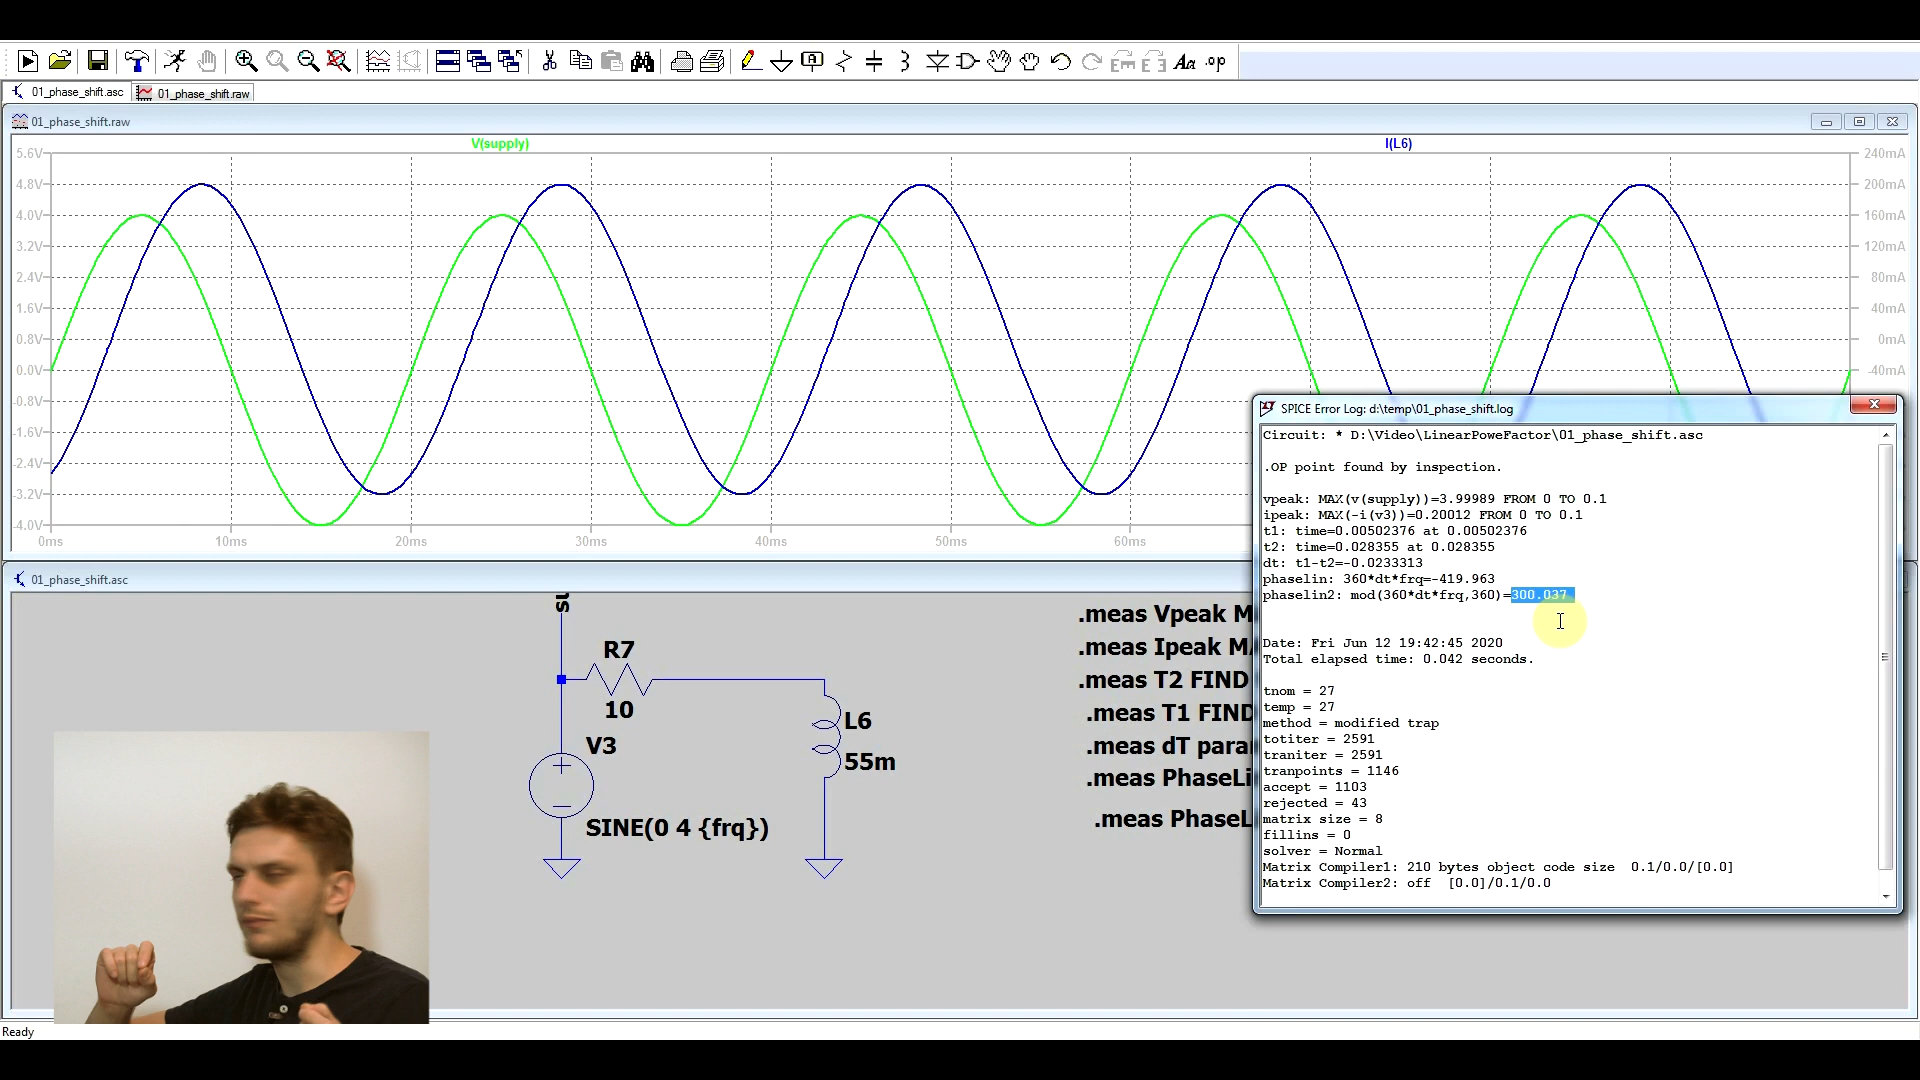 .op
01_phase_shift.asc
01_phase_shift.raw
01_phase_shift.raw
V(supply)
I(L6)
5.6V
4.8V
4.0V
3.2V
2.4V
1.6V
0.8V
0.0V
-0.8V
-1.6V
-2.4V
-3.2V
-4.0V
240mA
200mA
160mA
120mA
80mA
40mA
0mA
-40mA
0ms
10ms
20ms
30ms
40ms
50ms
60ms
SPICE Error Log: d:\temp\01_phase_shift.log
Circuit: * D:\Video\LinearPoweFactor\01_phase_shift.asc
.OP point found by inspection.
vpeak: MAX(v(supply))=3.99989 FROM 0 TO 0.1
ipeak: MAX(-i(v3))=0.20012 FROM 0 TO 0.1
t1: time=0.00502376 at 0.00502376
t2: time=0.028355 at 0.028355
dt: t1-t2=-0.0233313
phaselin: 360*dt*frq=-419.963
phaselin2: mod(360*dt*frq,360)=300.037
Date: Fri Jun 12 19:42:45 2020
Total elapsed time: 0.042 seconds.
tnom = 27
temp = 27
method = modified trap
totiter = 2591
traniter = 2591
tranpoints = 1146
accept = 1103
rejected = 43
matrix size = 8
fillins = 0
solver = Normal
Matrix Compiler1: 210 bytes object code size 0.1/0.0/[0.0]
Matrix Compiler2: off [0.0]/0.1/0.0
01_phase_shift.asc
R7
10
V3
SINE(0 4 {frq})
L6
55m
.meas Vpeak M
.meas Ipeak M
.meas T2 FIND
.meas T1 FIND
.meas dT para
.meas PhaseLi
.meas PhaseL
Ready